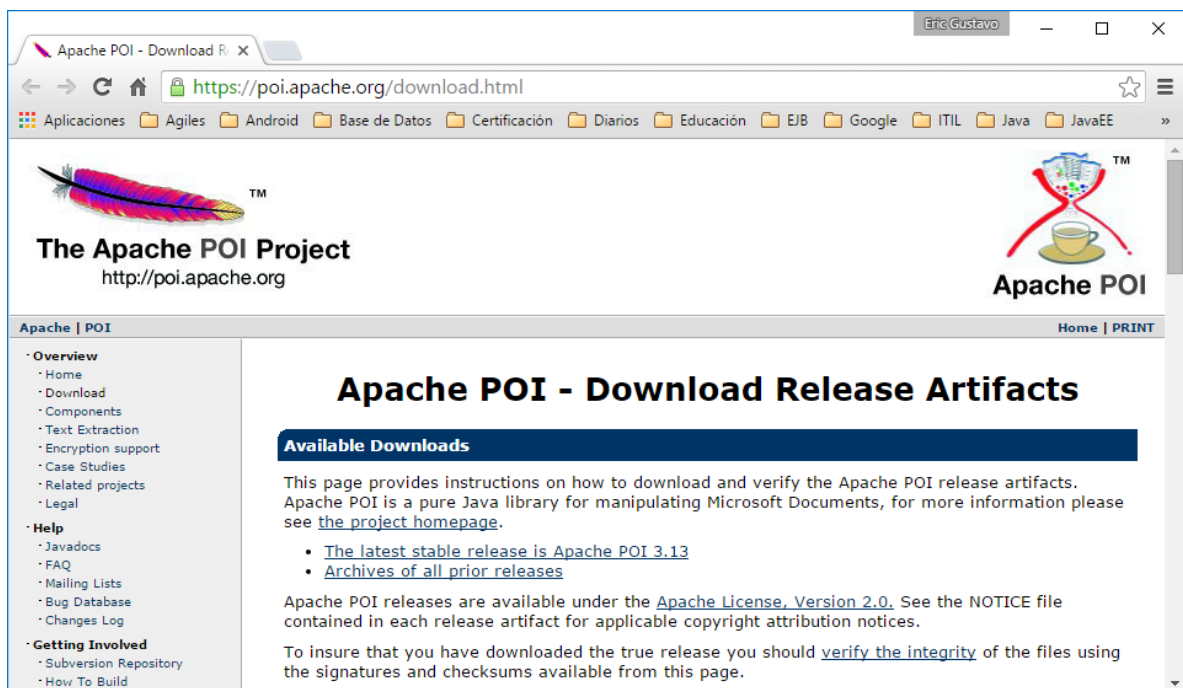 Eric Gustavo
Apache POI - Download R
https://poi.apache.org/download.html
Aplicaciones Agiles Android Base de Datos Certificación Diarios Educación EJB Google ITIL Java JavaEE »
TM
The Apache POI Project
http://poi.apache.org
TM
Apache POI
Apache | POI
Home | PRINT
· Overview
· Home
· Download
· Components
· Text Extraction
· Encryption support
· Case Studies
· Related projects
· Legal
· Help
· Javadocs
· FAQ
· Mailing Lists
· Bug Database
· Changes Log
· Getting Involved
· Subversion Repository
· How To Build
Apache POI - Download Release Artifacts
Available Downloads
This page provides instructions on how to download and verify the Apache POI release artifacts.
Apache POI is a pure Java library for manipulating Microsoft Documents, for more information please
see the project homepage.
• The latest stable release is Apache POI 3.13
• Archives of all prior releases
Apache POI releases are available under the Apache License, Version 2.0. See the NOTICE file
contained in each release artifact for applicable copyright attribution notices.
To insure that you have downloaded the true release you should verify the integrity of the files using
the signatures and checksums available from this page.